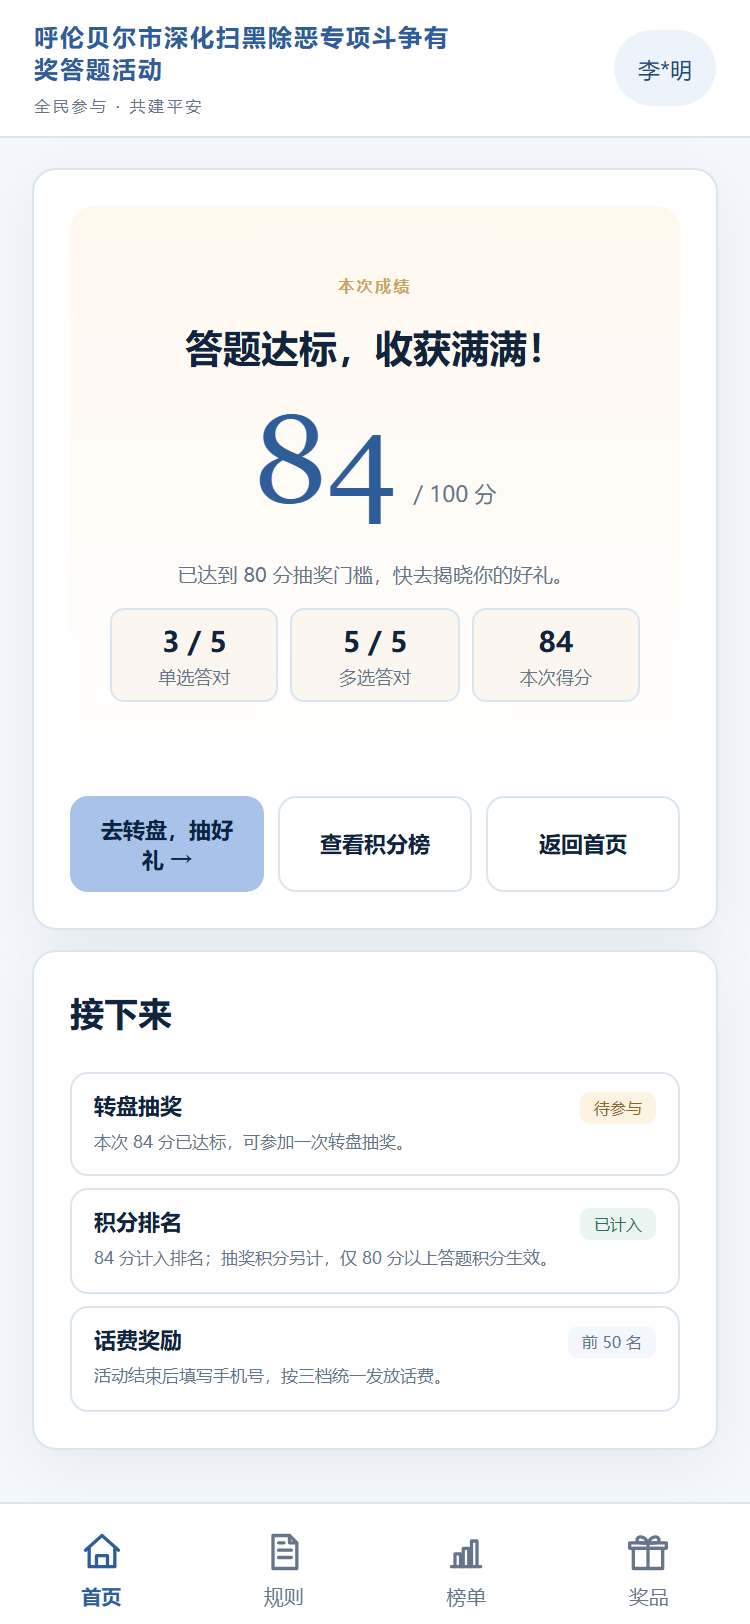 呼伦贝尔市深化扫黑除恶专项斗争有
奖答题活动
全民参与 · 共建平安
李*明
本次成绩
答题达标，收获满满！
84 / 100 分
已达到 80 分抽奖门槛，快去揭晓你的好礼。
3 / 5
单选答对
5 / 5
多选答对
84
本次得分
去转盘，抽好
礼 →
查看积分榜
返回首页
接下来
转盘抽奖
待参与
本次 84 分已达标，可参加一次转盘抽奖。
积分排名
已计入
84 分计入排名；抽奖积分另计，仅 80 分以上答题积分生效。
话费奖励
前 50 名
活动结束后填写手机号，按三档统一发放话费。
首页
规则
榜单
奖品